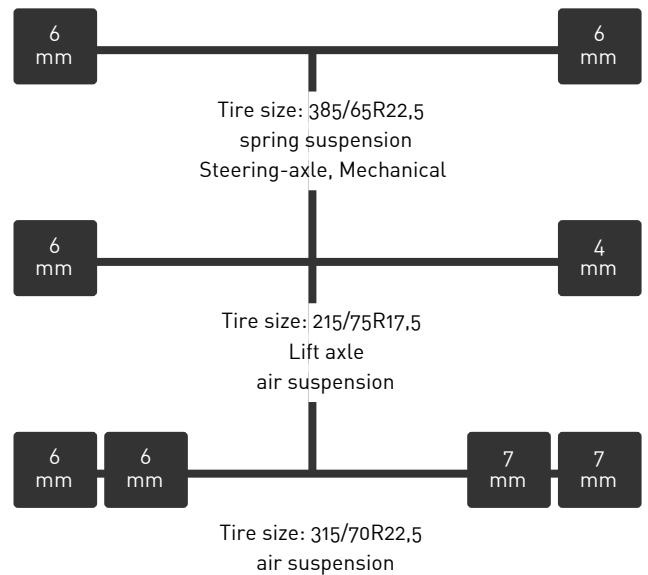 6 mm 6 mm
Tire size: 385/65R22,5
spring suspension
Steering-axle, Mechanical
6 mm 4 mm
Tire size: 215/75R17,5
Lift axle
air suspension
6 mm 6 mm 7 mm 7 mm
Tire size: 315/70R22,5
air suspension